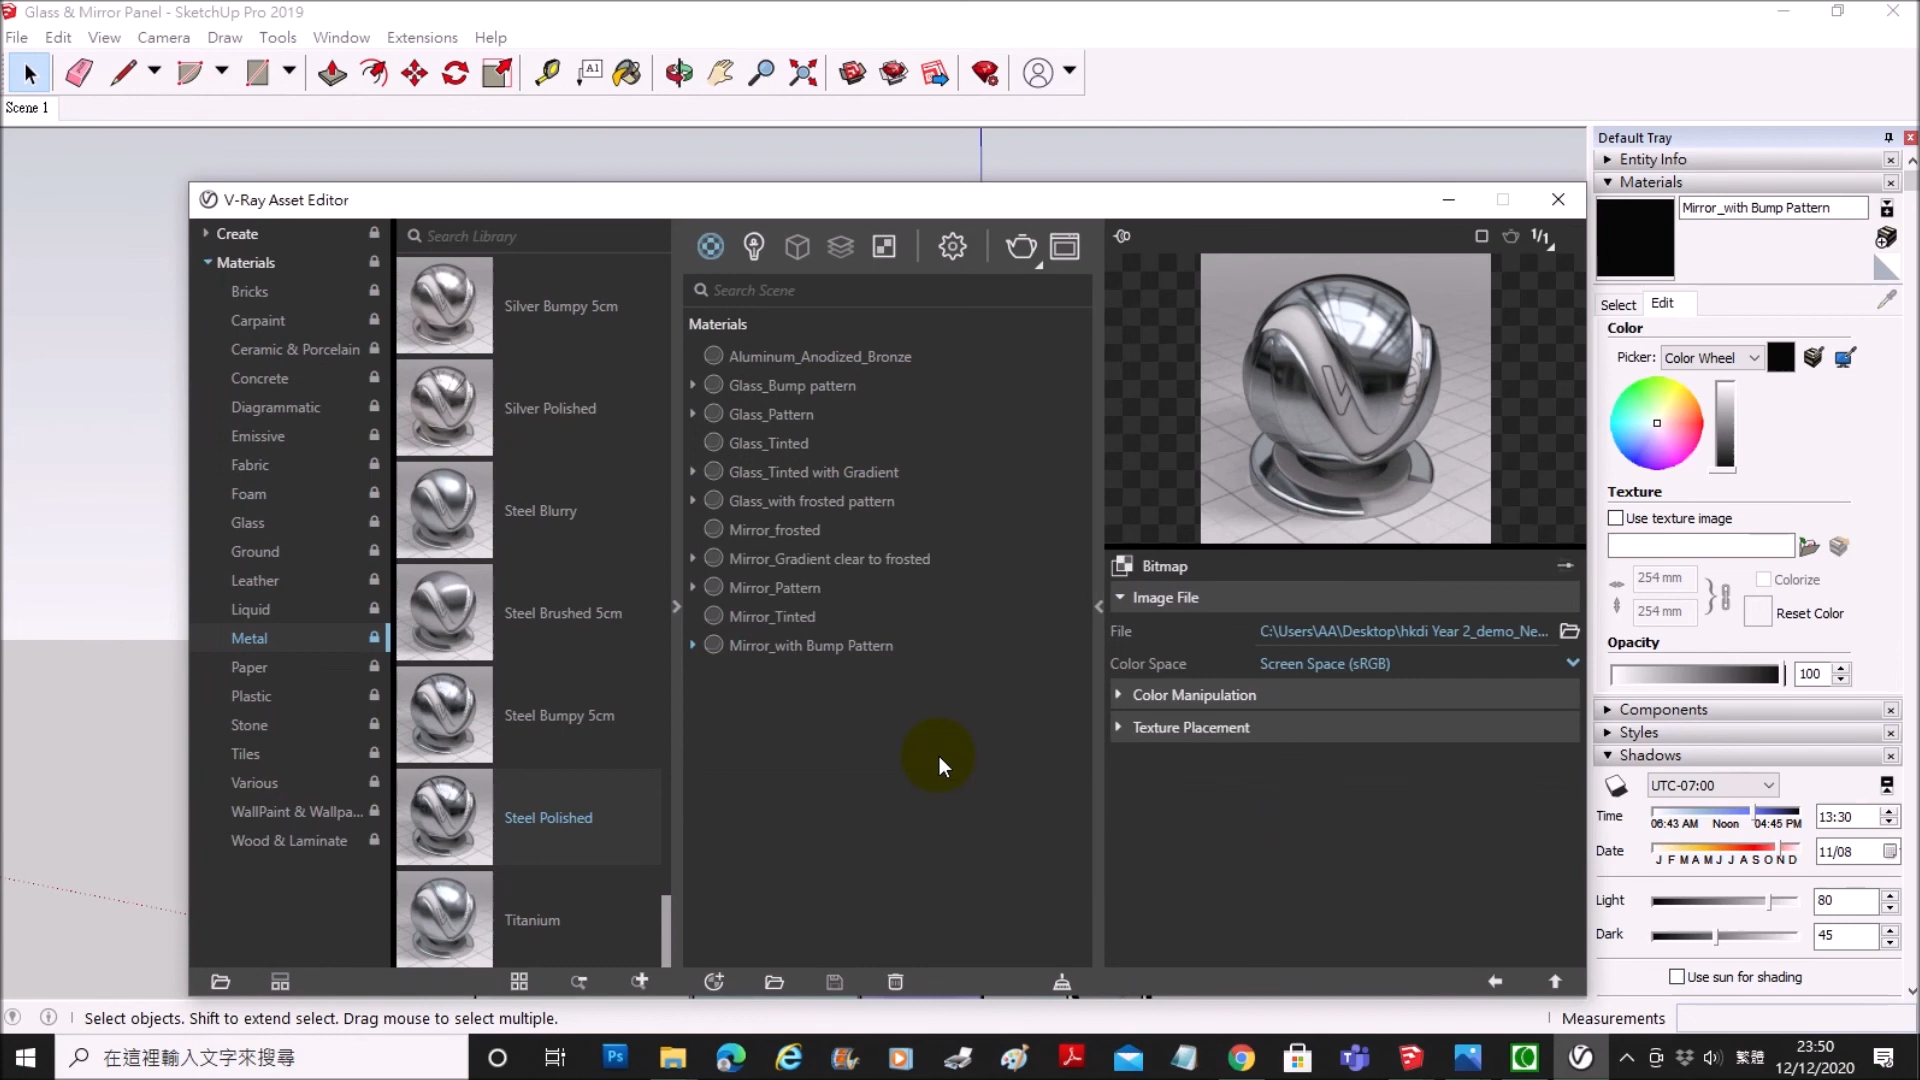 Glass & Mirror Panel - SketchUp Pro 2019
File Edit View Camera Draw Tools Window Extensions Help
A1
Scene 1
V-Ray Asset Editor
Create
Materials
Bricks
Carpaint
Ceramic & Porcelain
Concrete
Diagrammatic
Emissive
Fabric
Foam
Glass
Ground
Leather
Liquid
Metal
Paper
Plastic
Stone
Tiles
Various
WallPaint & Wallpa...
Wood & Laminate
Search Library
Silver Bumpy 5cm
Silver Polished
Steel Blurry
Steel Brushed 5cm
Steel Bumpy 5cm
Steel Polished
Titanium
Search Scene
Materials
Aluminum_Anodized_Bronze
Glass_Bump pattern
Glass_Pattern
Glass_Tinted
Glass_Tinted with Gradient
Glass_with frosted pattern
Mirror_frosted
Mirror_Gradient clear to frosted
Mirror_Pattern
Mirror_Tinted
Mirror_with Bump Pattern
1/1
Bitmap
Image File
File C:\Users\AA\Desktop\hkdi Year 2_demo_Ne...
Color Space Screen Space (sRGB)
Color Manipulation
Texture Placement
Default Tray
Entity Info
Materials
Mirror_with Bump Pattern
Select Edit
Color
Picker: Color Wheel
Texture
Use texture image
254 mm
Colorize
254 mm
Reset Color
Opacity
100
Components
Styles
Shadows
UTC-07:00
Time 06:43 AM Noon 04:45 PM 13:30
Date J F M A M J J A S O N D 11/08
Light 80
Dark 45
Use sun for shading
Select objects. Shift to extend select. Drag mouse to select multiple.
Measurements
在這裡輸入文字來搜尋
Ps
繁體
23:50
12/12/2020